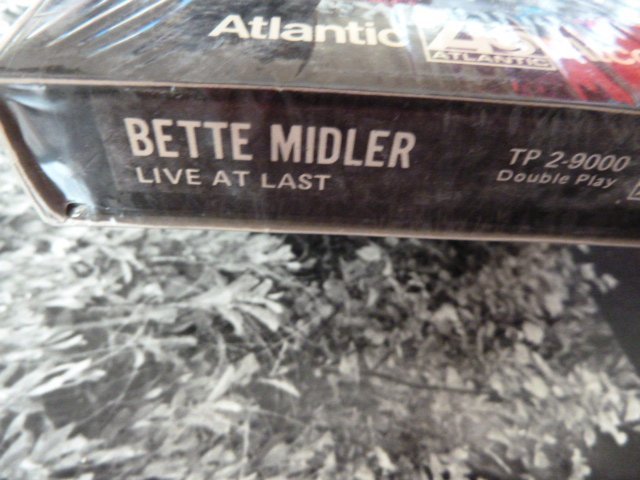 Atlantic
ATLANTIC
BETTE MIDLER
LIVE AT LAST
TP 2-9000
Double Play